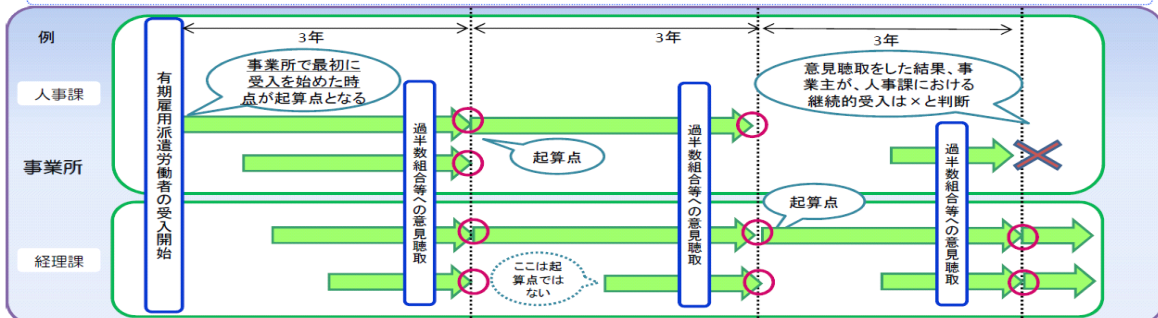 例
3年
3年
3年
事業所で最初に
受入を始めた時
点が起算点となる
意見聴取をした結果、事
業主が、人事課における
継続的受入は×と判断
人事課
有期雇用派遣労働者の受入開始
過半数組合等への意見聴取
起算点
過半数組合等への意見聴取
過半数組合等への意見聴取
事業所
起算点
経理課
ここは起
算点では
ない